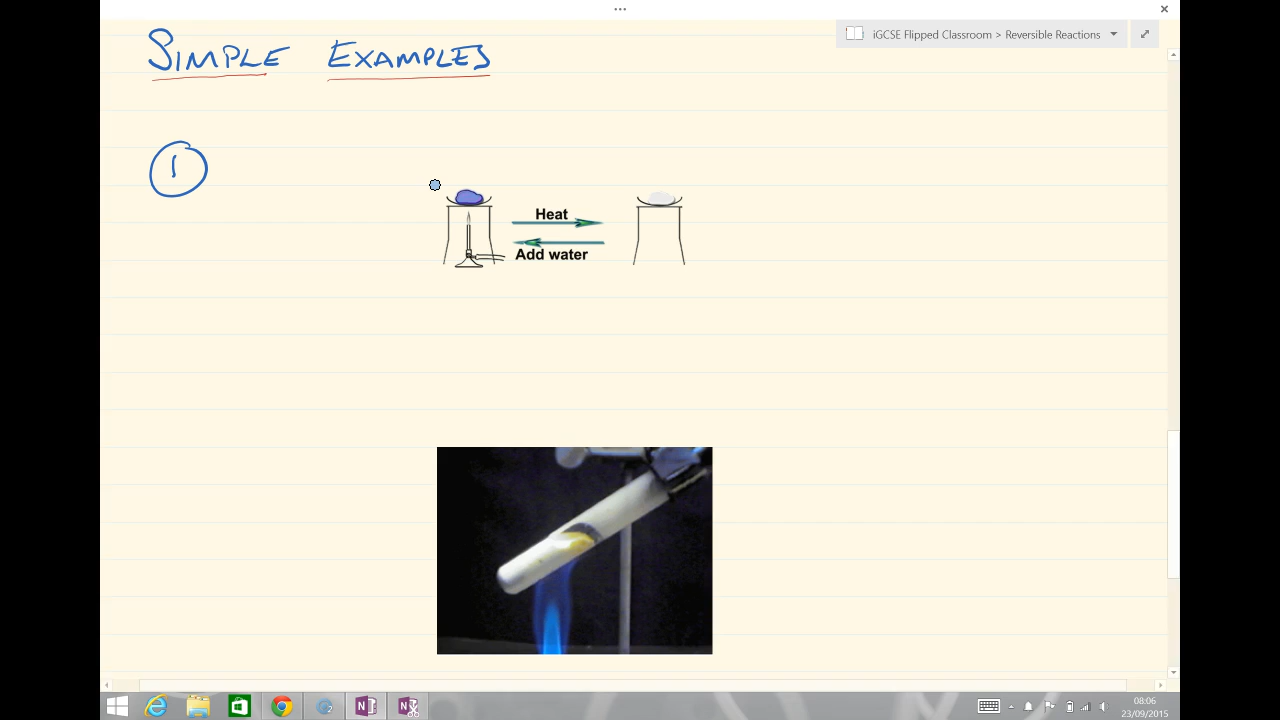 ...
iGCSE Flipped Classroom > Reversible Reactions
SIMPLE EXAMPLES
1
Heat
Add water
08:06
23/09/2015